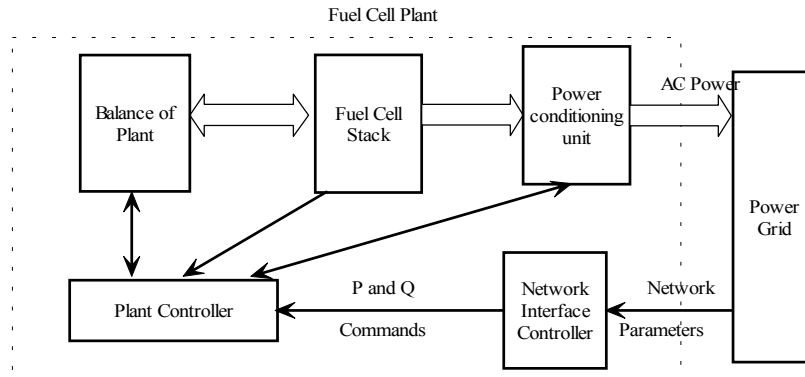 Fuel Cell Plant
Balance of
Plant
Fuel Cell
Stack
Power
conditioning
unit
AC Power
Power
Grid
Plant Controller
P and Q
Commands
Network
Interface
Controller
Network
Parameters